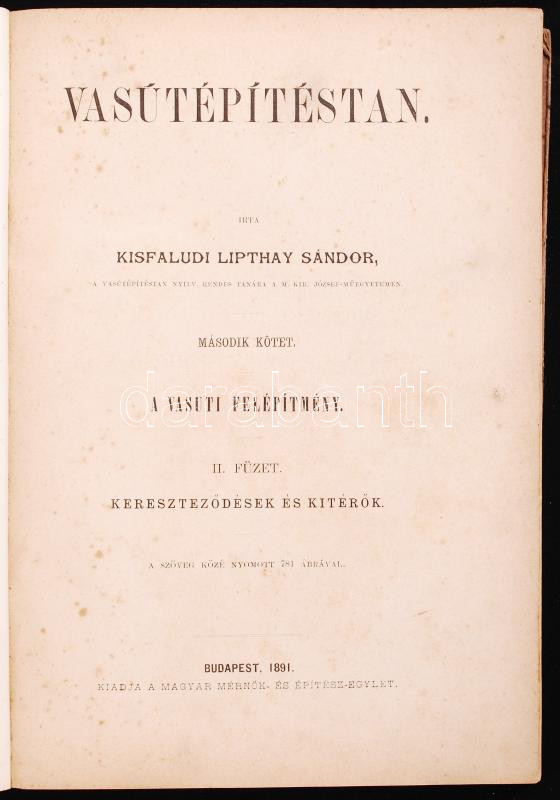 VASÚTÉPÍTÉSTAN.
IRTA
KISFALUDI LIPTHAY SÁNDOR,
A VASÚTÉPÍTÉSTAN NYILV. RENDES TANÁRA A M. KIR. JÓZSEF-MŰEGYETEMEN.
MÁSODIK KÖTET.
A VASUTI FELÉPÍTMÉNY.
darabanth
II. FÜZET.
KERESZTEZŐDÉSEK ÉS KITÉRŐK.
A SZÖVEG KÖZÉ NYOMOTT 781 ÁBRÁVAL.
BUDAPEST, 1891.
KIADJA A MAGYAR MÉRNÖK- ÉS ÉPÍTÉSZ-EGYLET.